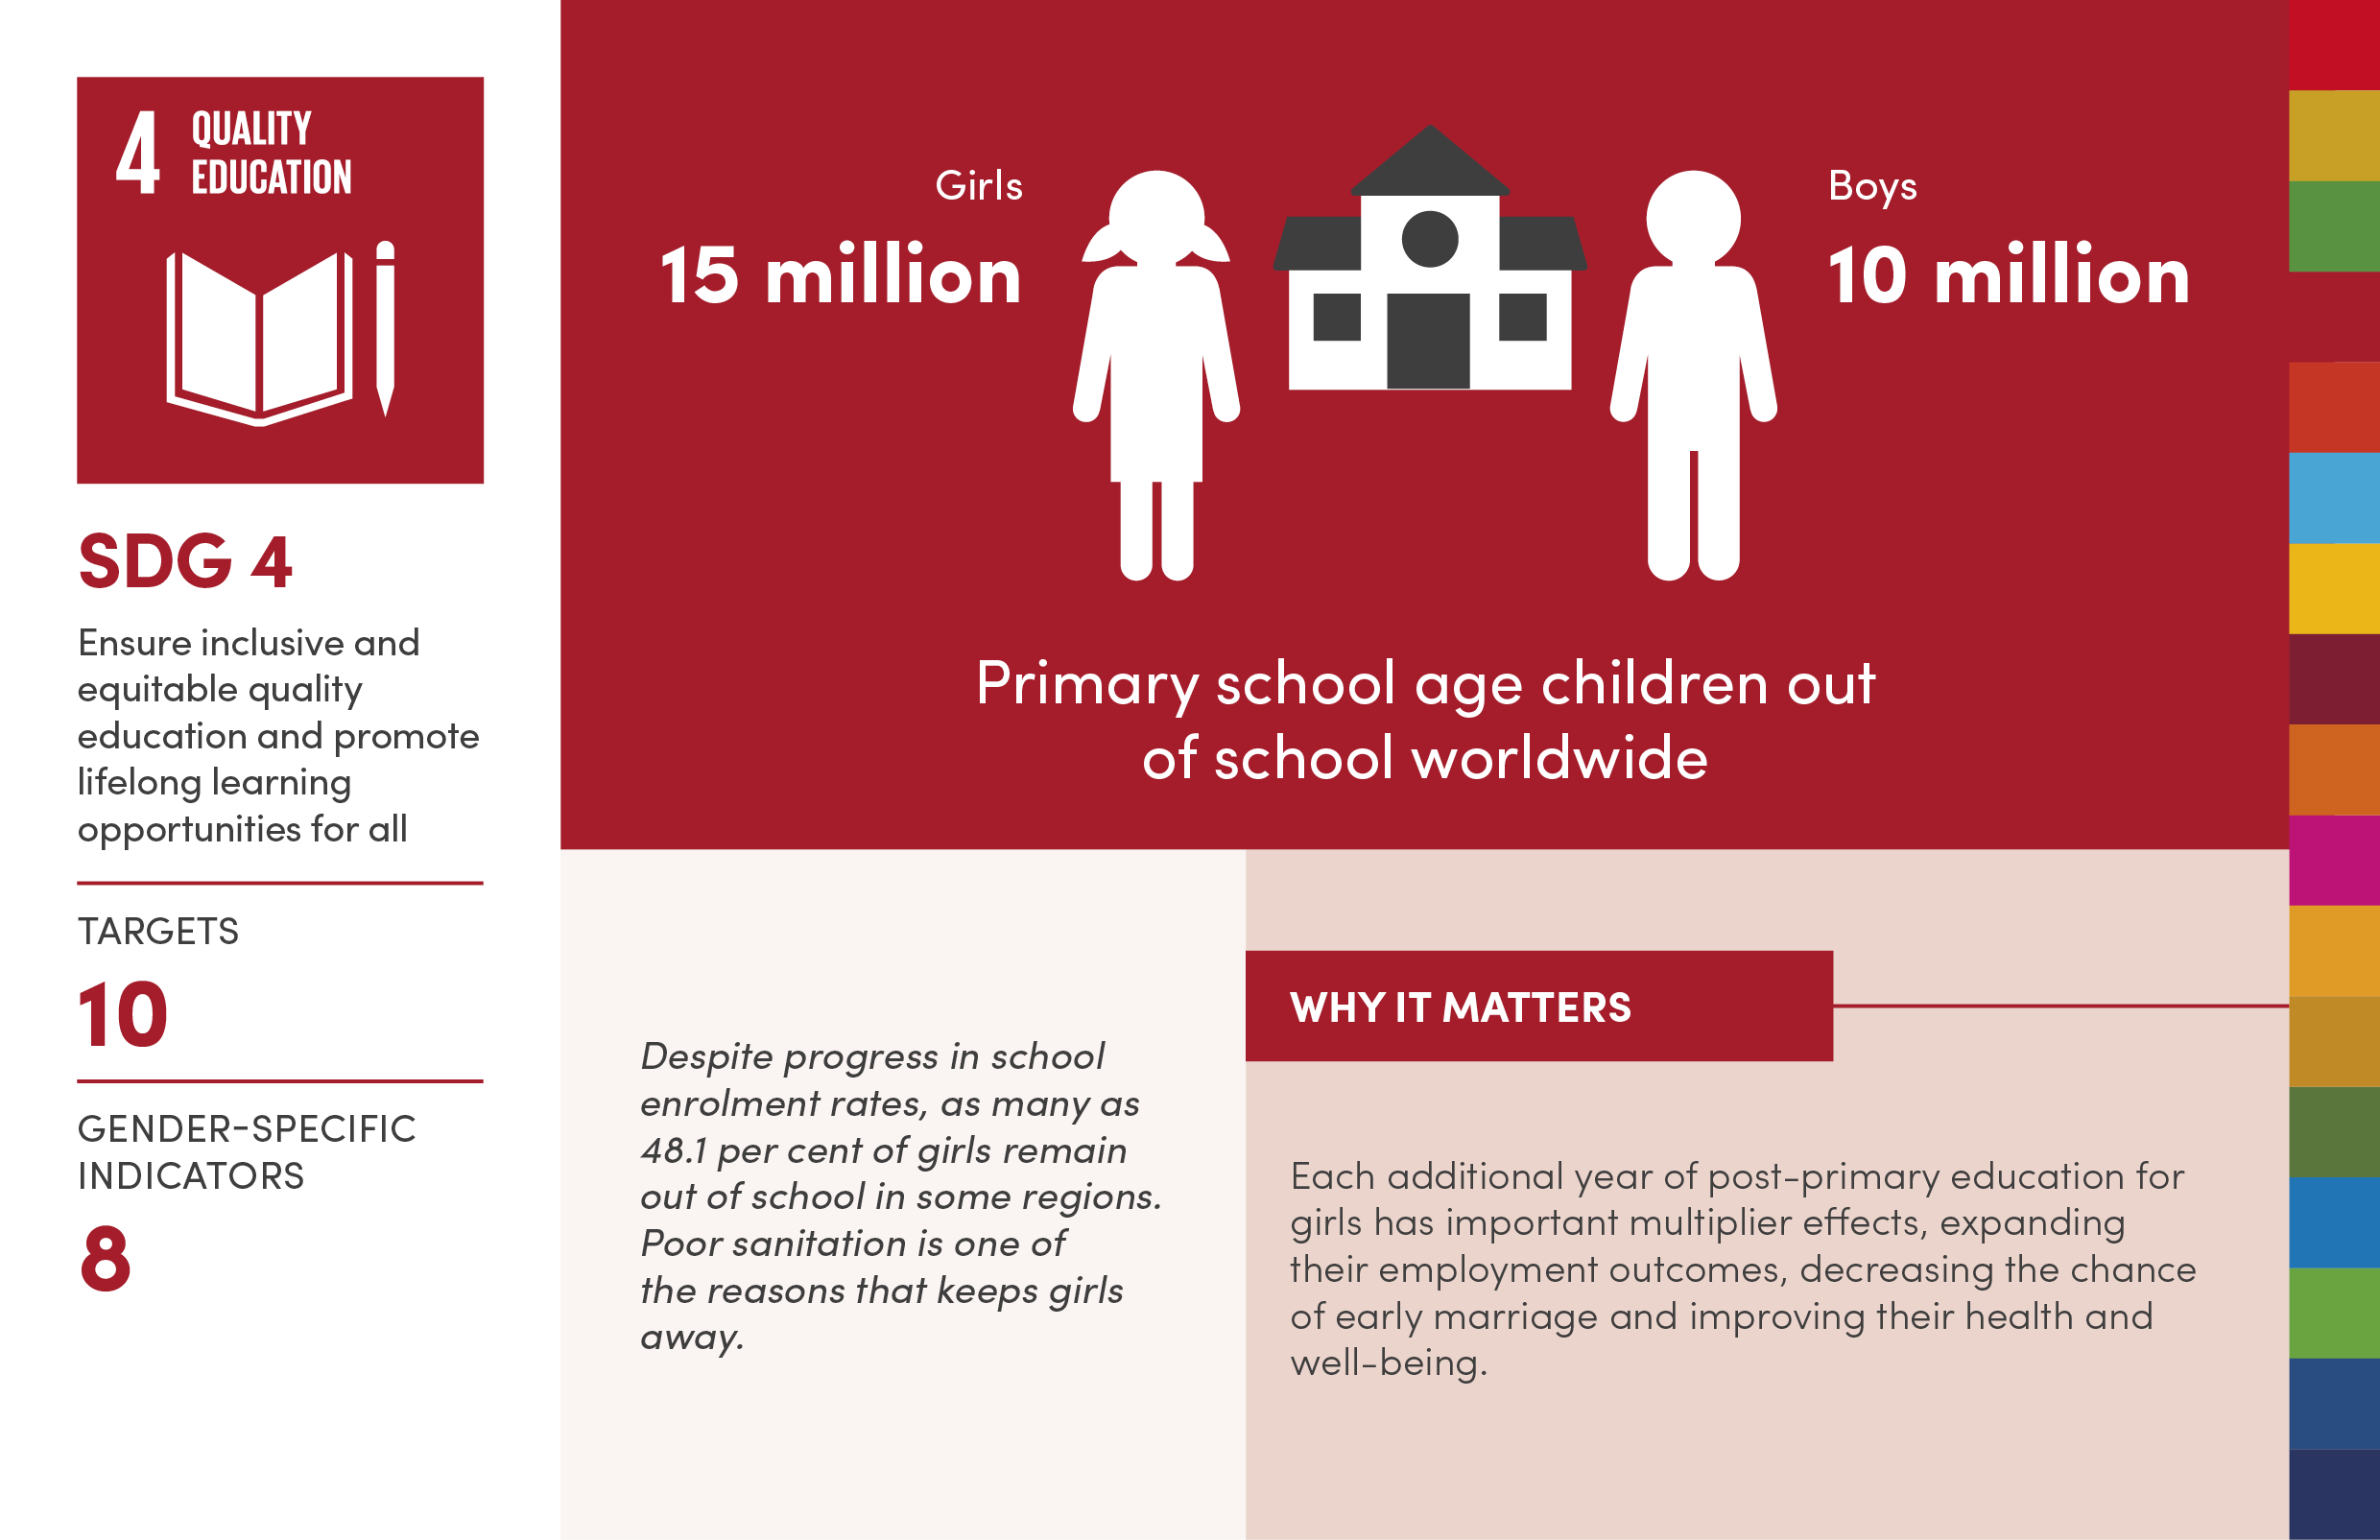 4
QUALITY
EDUCATION
SDG 4
Ensure inclusive and
equitable quality
education and promote
lifelong learning
opportunities for all
TARGETS
10
GENDER-SPECIFIC
INDICATORS
8
Girls
15 million
Boys
10 million
Primary school age children out
of school worldwide
Despite progress in school
enrolment rates, as many as
48.1 per cent of girls remain
out of school in some regions.
Poor sanitation is one of
the reasons that keeps girls
away.
WHY IT MATTERS
Each additional year of post-primary education for
girls has important multiplier effects, expanding
their employment outcomes, decreasing the chance
of early marriage and improving their health and
well-being.